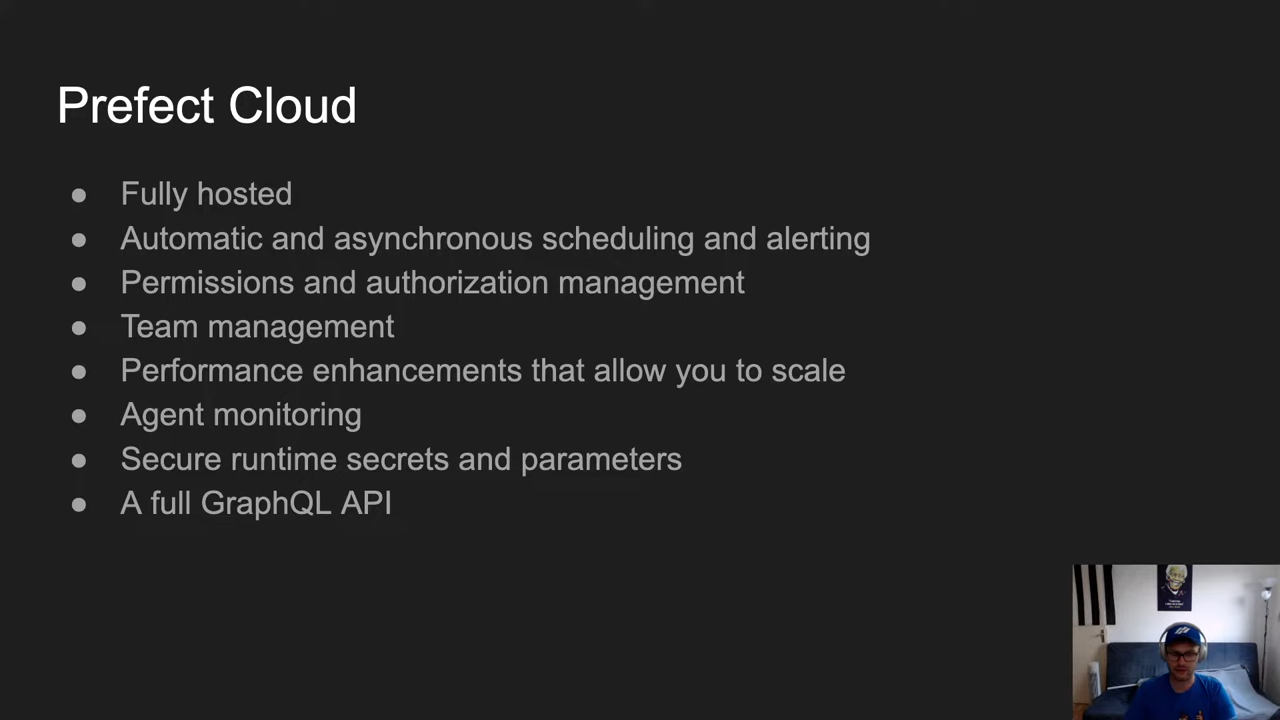 Prefect Cloud
● Fully hosted
● Automatic and asynchronous scheduling and alerting
● Permissions and authorization management
● Team management
● Performance enhancements that allow you to scale
● Agent monitoring
● Secure runtime secrets and parameters
● A full GraphQL API